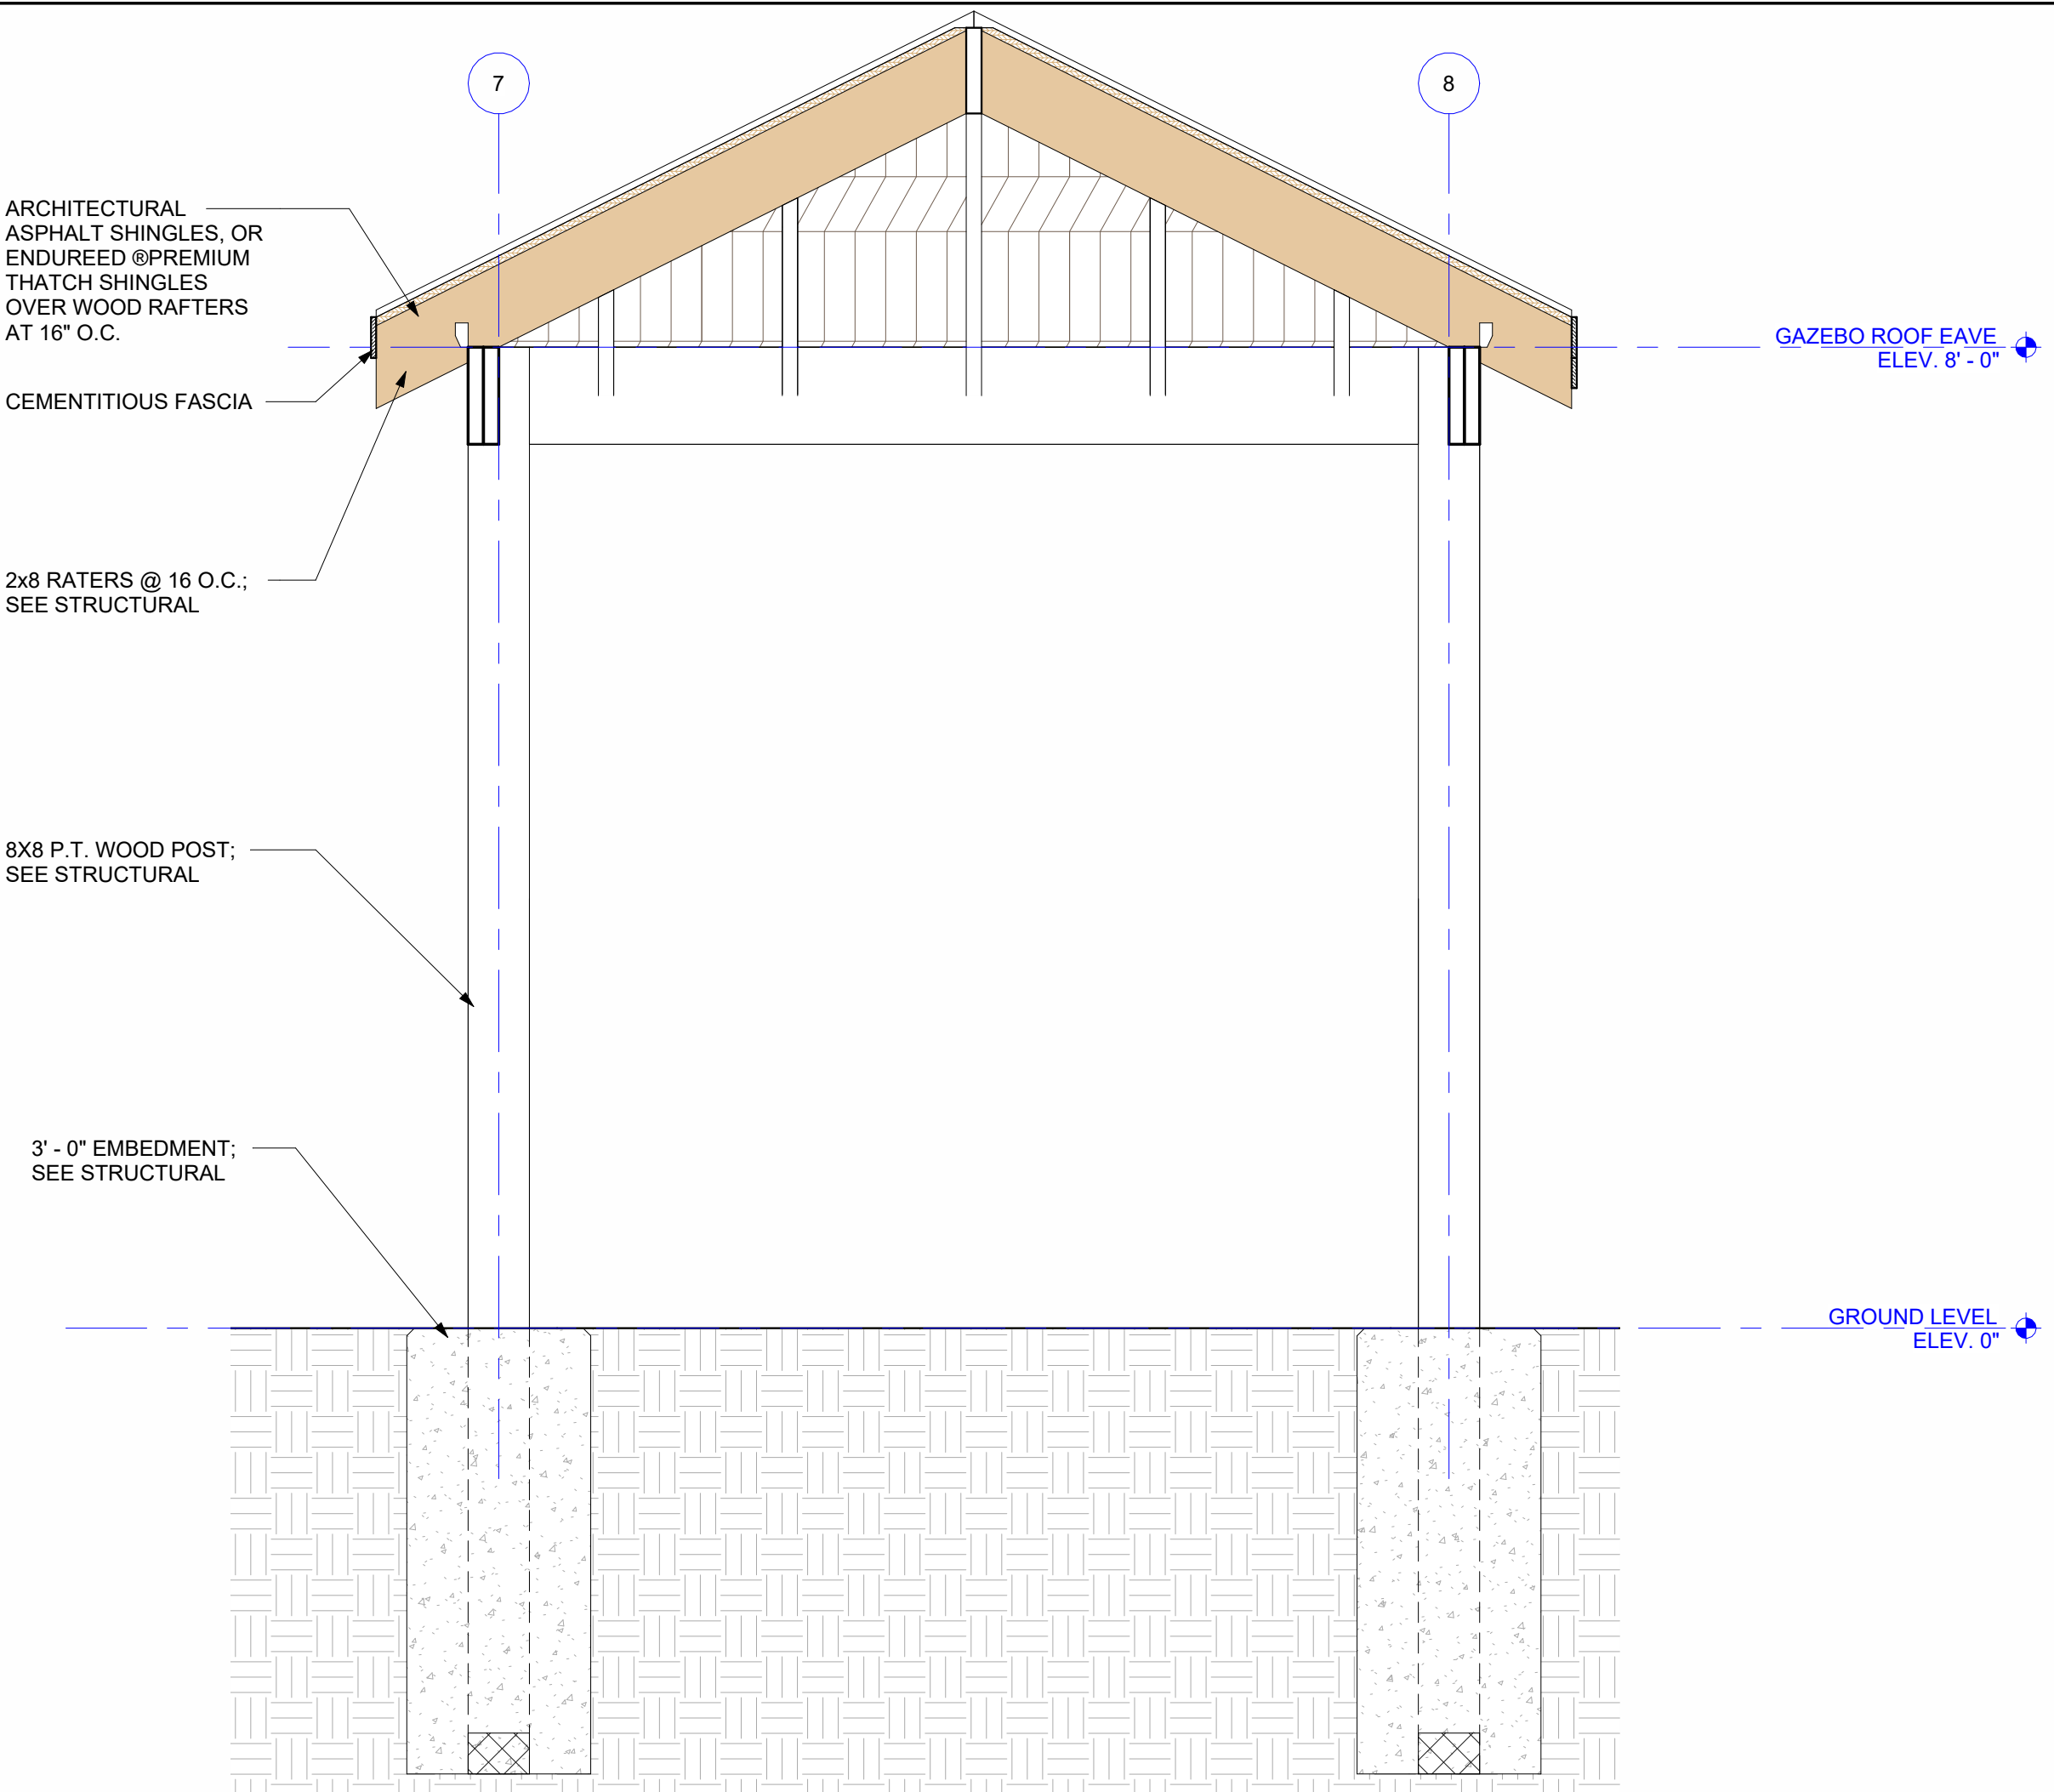 7
8
ARCHITECTURAL
ASPHALT SHINGLES, OR
ENDUREED ®PREMIUM
THATCH SHINGLES
OVER WOOD RAFTERS
AT 16" O.C.
GAZEBO ROOF EAVE
ELEV. 8' - 0"
CEMENTITIOUS FASCIA
2x8 RATERS @ 16 O.C.;
SEE STRUCTURAL
8X8 P.T. WOOD POST;
SEE STRUCTURAL
3' - 0" EMBEDMENT;
SEE STRUCTURAL
GROUND LEVEL
ELEV. 0"